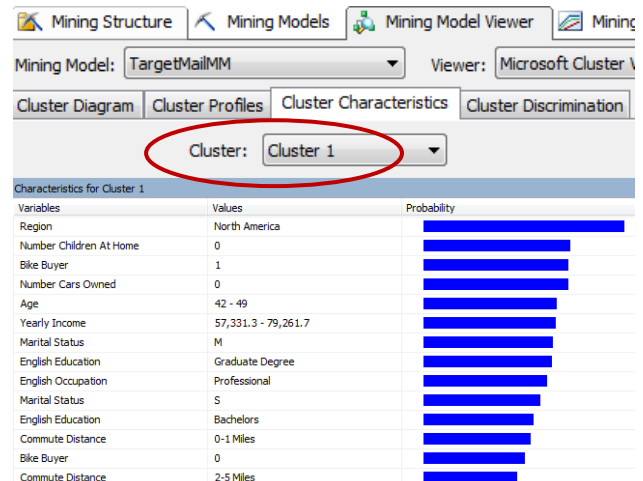 Mining Structure Mining Models Mining Model Viewer Mining
Mining Model: TargetMailMM Viewer: Microsoft Cluster V
Cluster Diagram Cluster Profiles Cluster Characteristics Cluster Discrimination
Cluster: Cluster 1
Characteristics for Cluster 1
Variables Values Probability
Region North America
Number Children At Home 0
Bike Buyer 1
Number Cars Owned 0
Age 42 - 49
Yearly Income 57,331.3 - 79,261.7
Marital Status M
English Education Graduate Degree
English Occupation Professional
Marital Status S
English Education Bachelors
Commute Distance 0-1 Miles
Bike Buyer 0
Commute Distance 2-5 Miles